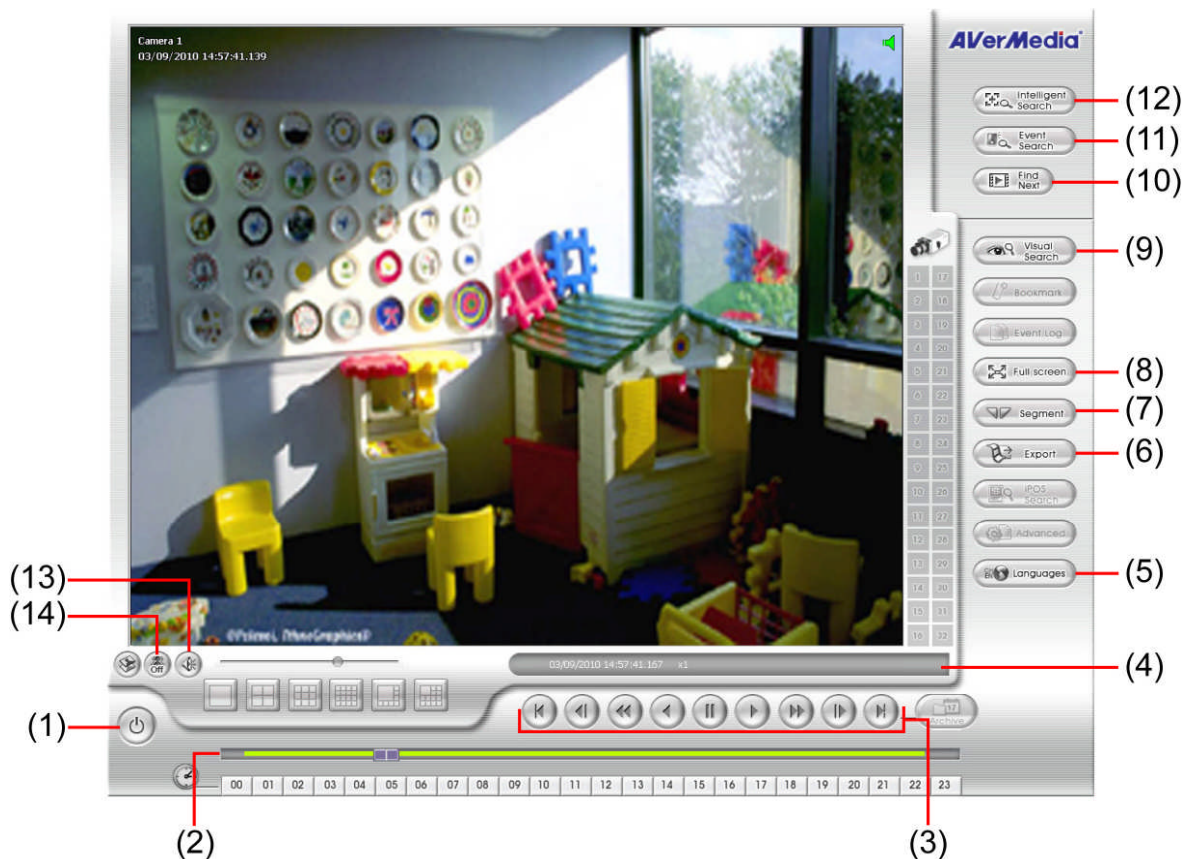 Camera 1
03/09/2010 14:57:41.139
AVerMedia
Intelligent Search
(12)
Event Search
(11)
Find Next
(10)
Visual Search
(9)
Bookmark
Event Log
Full screen
(8)
Segment
(7)
Export
(6)
iPOS Search
Advanced
Languages
(5)
1 17
2 18
3 19
4 20
5 21
6 22
7 23
8 24
9 25
10 26
11 27
12 28
13 29
14 30
15 31
16 32
(13)
(14)
Off
03/09/2010 14:57:41.167 x1
(4)
(1)
Archive
(2)
00 01 02 03 04 05 06 07 08 09 10 11 12 13 14 15 16 17 18 19 20 21 22 23
(3)